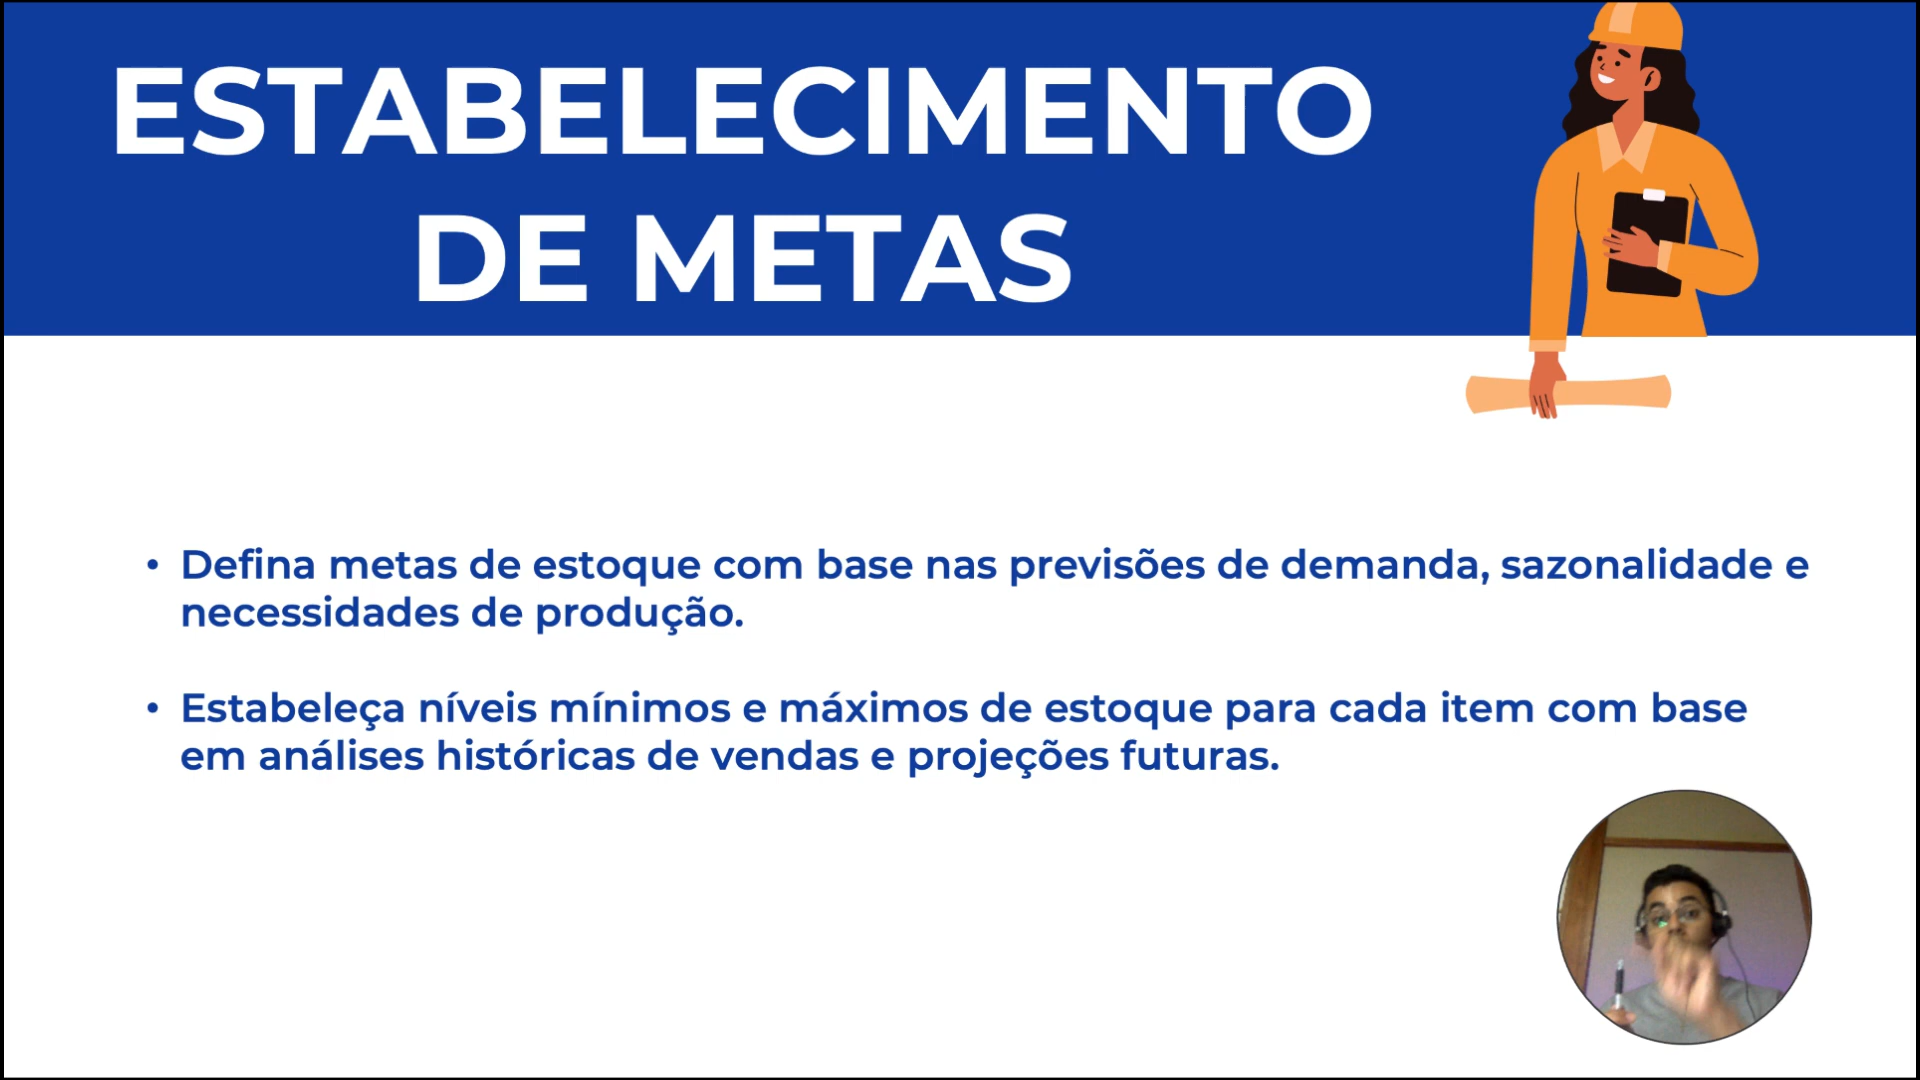 ESTABELECIMENTO
DE METAS
• Defina metas de estoque com base nas previsões de demanda, sazonalidade e
necessidades de produção.
• Estabeleça níveis mínimos e máximos de estoque para cada item com base
em análises históricas de vendas e projeções futuras.